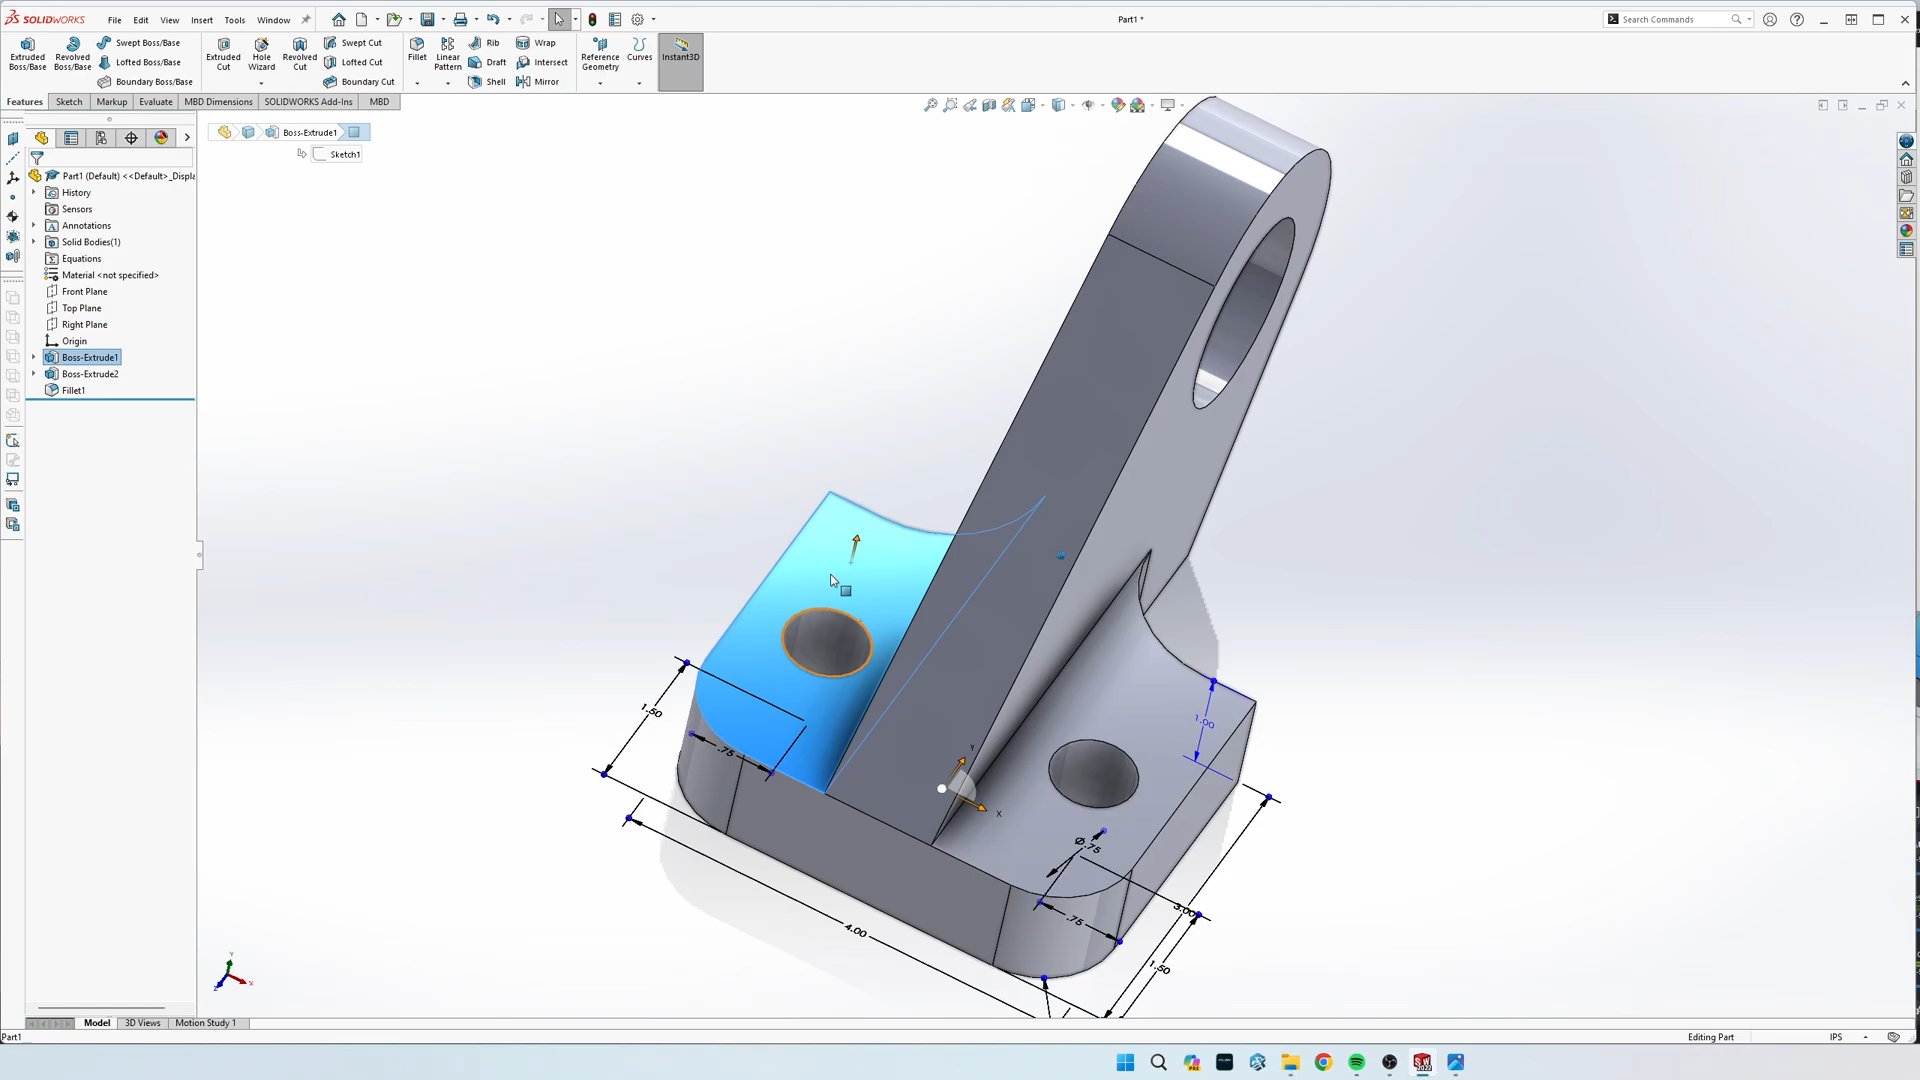 SOLIDWORKS File Edit View Insert Tools Window Part1 * Search Commands
Extruded Boss/Base
Revolved Boss/Base
Swept Boss/Base
Lofted Boss/Base
Boundary Boss/Base
Extruded Cut
Hole Wizard
Revolved Cut
Swept Cut
Lofted Cut
Boundary Cut
Fillet
Linear Pattern
Rib
Draft
Shell
Wrap
Intersect
Mirror
Reference Geometry
Curves
Instant3D
Features Sketch Markup Evaluate MBD Dimensions SOLIDWORKS Add-Ins MBD
Boss-Extrude1
Sketch1
Part1 (Default) <<Default>_Displa
History
Sensors
Annotations
Solid Bodies(1)
Equations
Material <not specified>
Front Plane
Top Plane
Right Plane
Origin
Boss-Extrude1
Boss-Extrude2
Fillet1
1.50
.75
1.00
Y
X
Ø.75
.75
3.00
4.00
1.50
Model 3D Views Motion Study 1
Part1 Editing Part IPS